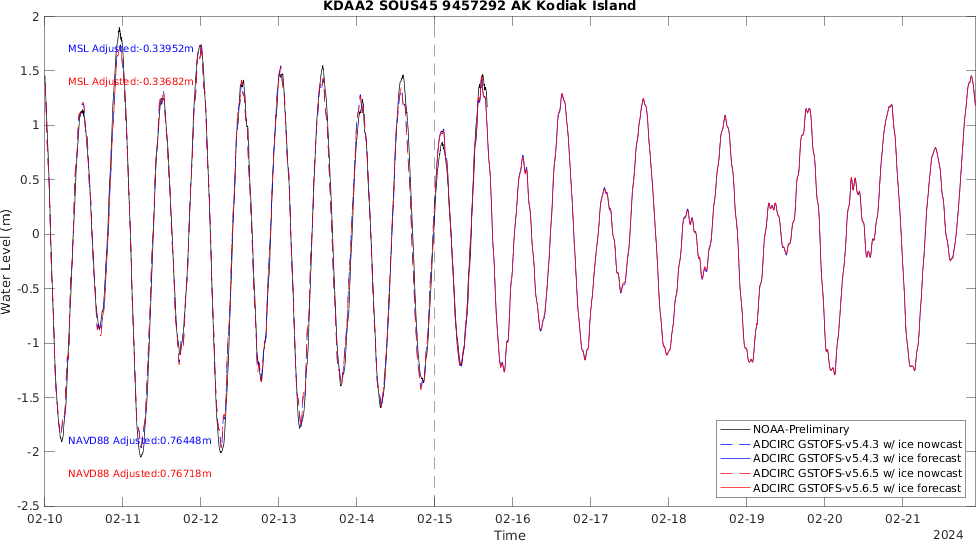 KDAA2 SOUS45 9457292 AK Kodiak Island
2
1.5
1
0.5
0
-0.5
-1
-1.5
-2
-2.5
Water Level (m)
MSL Adjusted:-0.33952m
MSL Adjusted:-0.33682m
NAVD88 Adjusted:0.76448m
NAVD88 Adjusted:0.76718m
NOAA-Preliminary
ADCIRC GSTOFS-v5.4.3 w/ ice nowcast
ADCIRC GSTOFS-v5.4.3 w/ ice forecast
ADCIRC GSTOFS-v5.6.5 w/ ice nowcast
ADCIRC GSTOFS-v5.6.5 w/ ice forecast
02-10 02-11 02-12 02-13 02-14 02-15 02-16 02-17 02-18 02-19 02-20 02-21
Time
2024